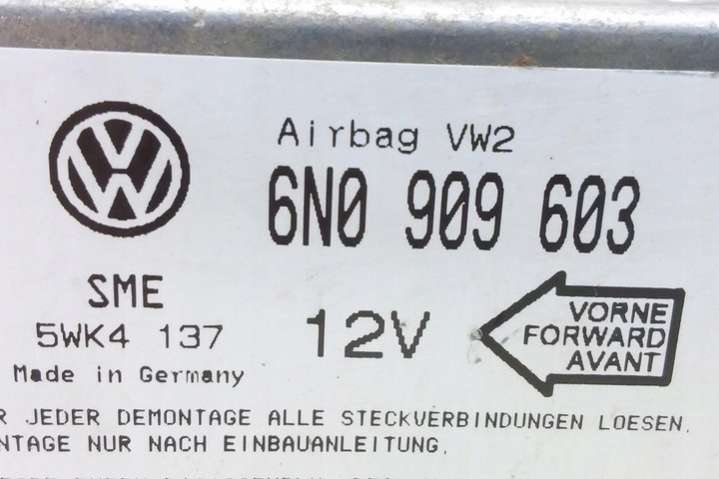 Airbag VW2
6N0 909 603
SME
5WK4 137
12V
VORNE
FORWARD
AVANT
Made in Germany
JEDER DEMONTAGE ALLE STECKVERBINDUNGEN LOESEN.
NUR NACH EINBAUANLEITUNG.